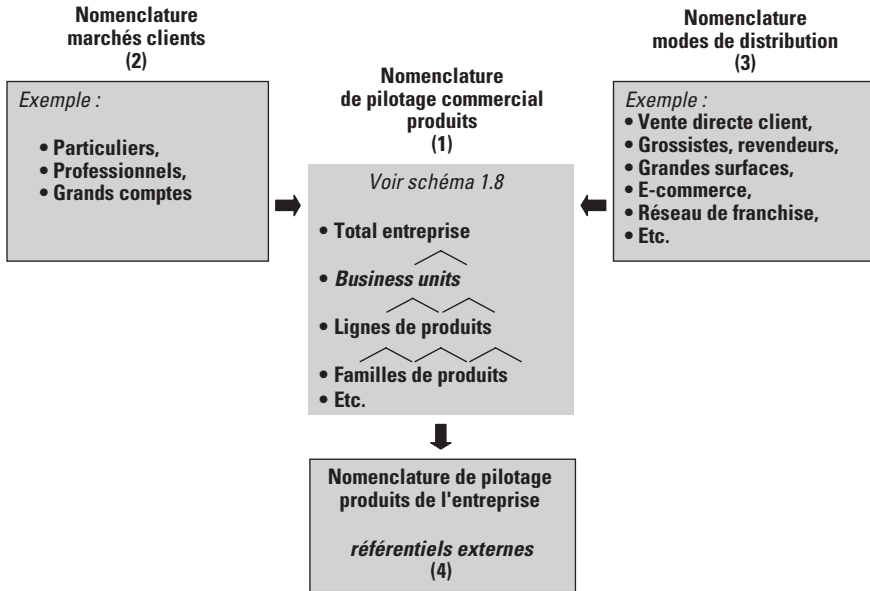 Nomenclature
marchés clients
(2)
Exemple :
• Particuliers,
• Professionnels,
• Grands comptes
Nomenclature
de pilotage commercial
produits
(1)
Voir schéma 1.8
• Total entreprise
• Business units
• Lignes de produits
• Familles de produits
• Etc.
Nomenclature
modes de distribution
(3)
Exemple :
• Vente directe client,
• Grossistes, revendeurs,
• Grandes surfaces,
• E-commerce,
• Réseau de franchise,
• Etc.
Nomenclature de pilotage
produits de l'entreprise
référentiels externes
(4)